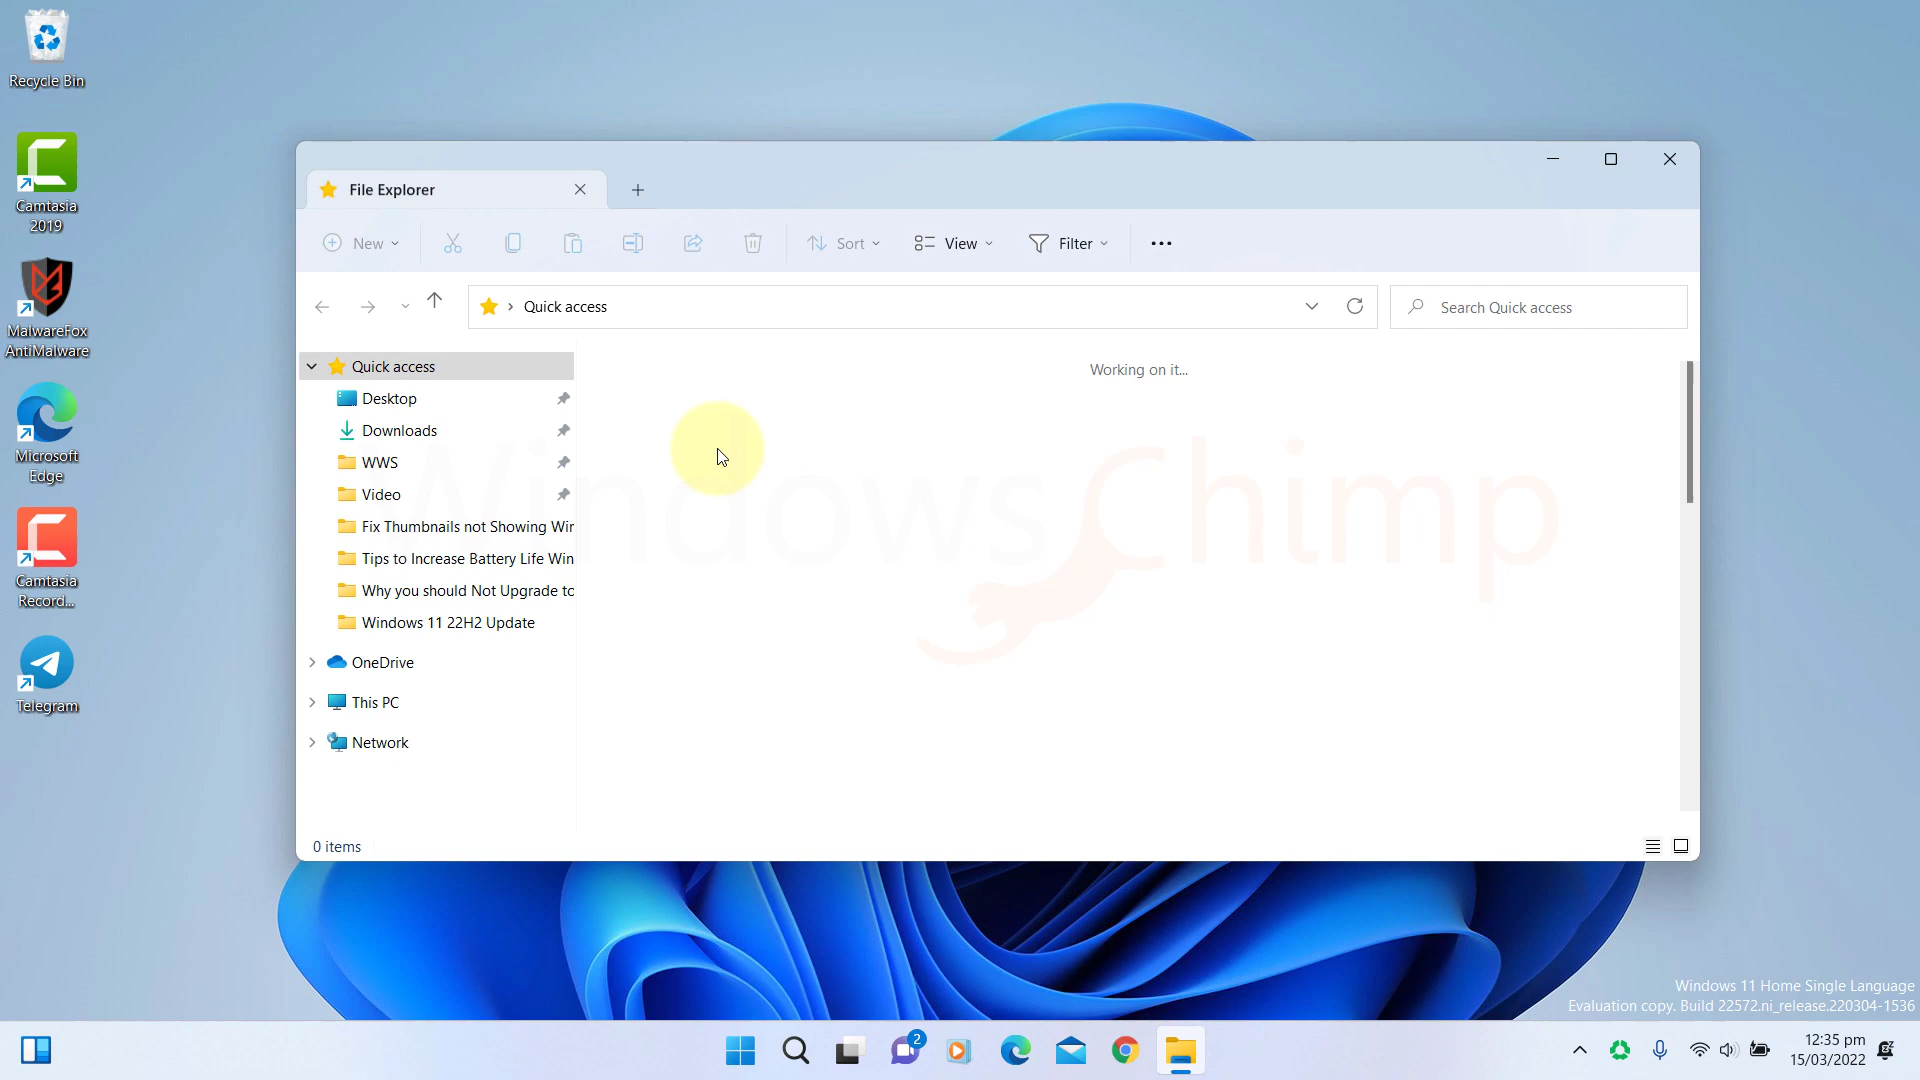 Recycle Bin
Camtasia
2019
MalwareFox
AntiMalware
Microsoft
Edge
Camtasia
Record...
Telegram
File Explorer
New
Sort
View
Filter
Quick access
Search Quick access
Quick access
Desktop
Downloads
WWS
Video
Fix Thumbnails not Showing Wir
Tips to Increase Battery Life Win
Why you should Not Upgrade to
Windows 11 22H2 Update
OneDrive
This PC
Network
Working on it...
WindowsChimp
0 items
Windows 11 Home Single Language
Evaluation copy. Build 22572.ni_release.220304-1536
2
12:35 pm
15/03/2022